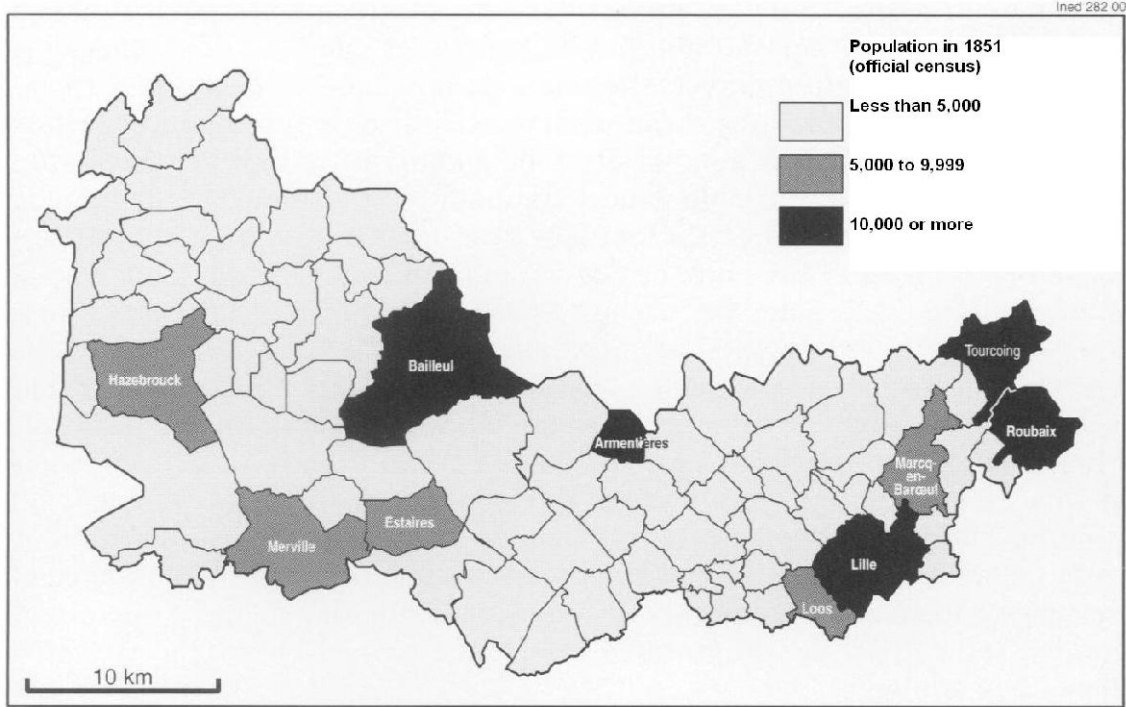 Ined 282 00
Population in 1851
(official census)
Less than 5,000
5,000 to 9,999
10,000 or more
Tourcoing
Bailleul
Hazebrouck
Roubaix
Armentières
Marcq-
en-
Barœul
Estaires
Merville
Lille
Loos
10 km